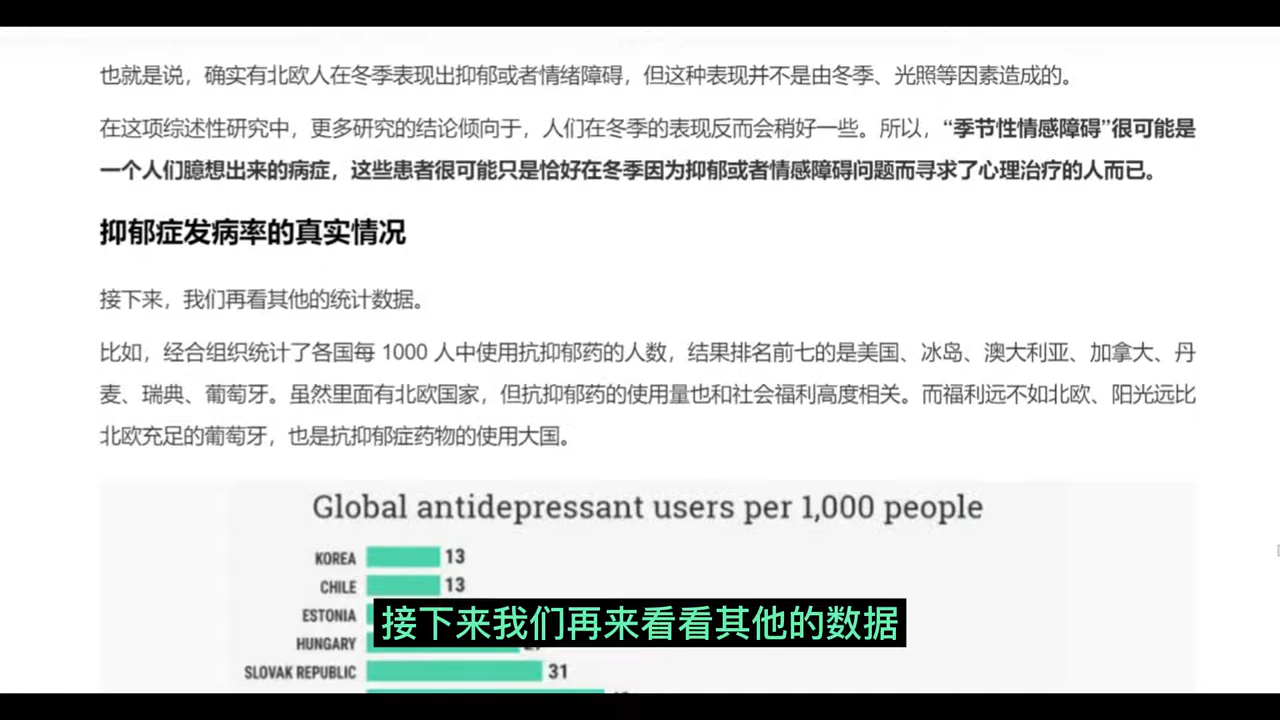 也就是说，确实有北欧人在冬季表现出抑郁或者情绪障碍，但这种表现并不是由冬季、光照等因素造成的。
在这项综述性研究中，更多研究的结论倾向于，人们在冬季的表现反而会稍好一些。所以，“季节性情感障碍”很可能是
一个人们臆想出来的病症，这些患者很可能只是恰好在冬季因为抑郁或者情感障碍问题而寻求了心理治疗的人而已。
抑郁症发病率的真实情况
接下来，我们再看其他的统计数据。
比如，经合组织统计了各国每 1000 人中使用抗抑郁药的人数，结果排名前七的是美国、冰岛、澳大利亚、加拿大、丹
麦、瑞典、葡萄牙。虽然里面有北欧国家，但抗抑郁药的使用量也和社会福利高度相关。而福利远不如北欧、阳光远比
北欧充足的葡萄牙，也是抗抑郁症药物的使用大国。
Global antidepressant users per 1,000 people
KOREA 13
CHILE 13
ESTONIA
接下来我们再来看看其他的数据
HUNGARY
SLOVAK REPUBLIC 31